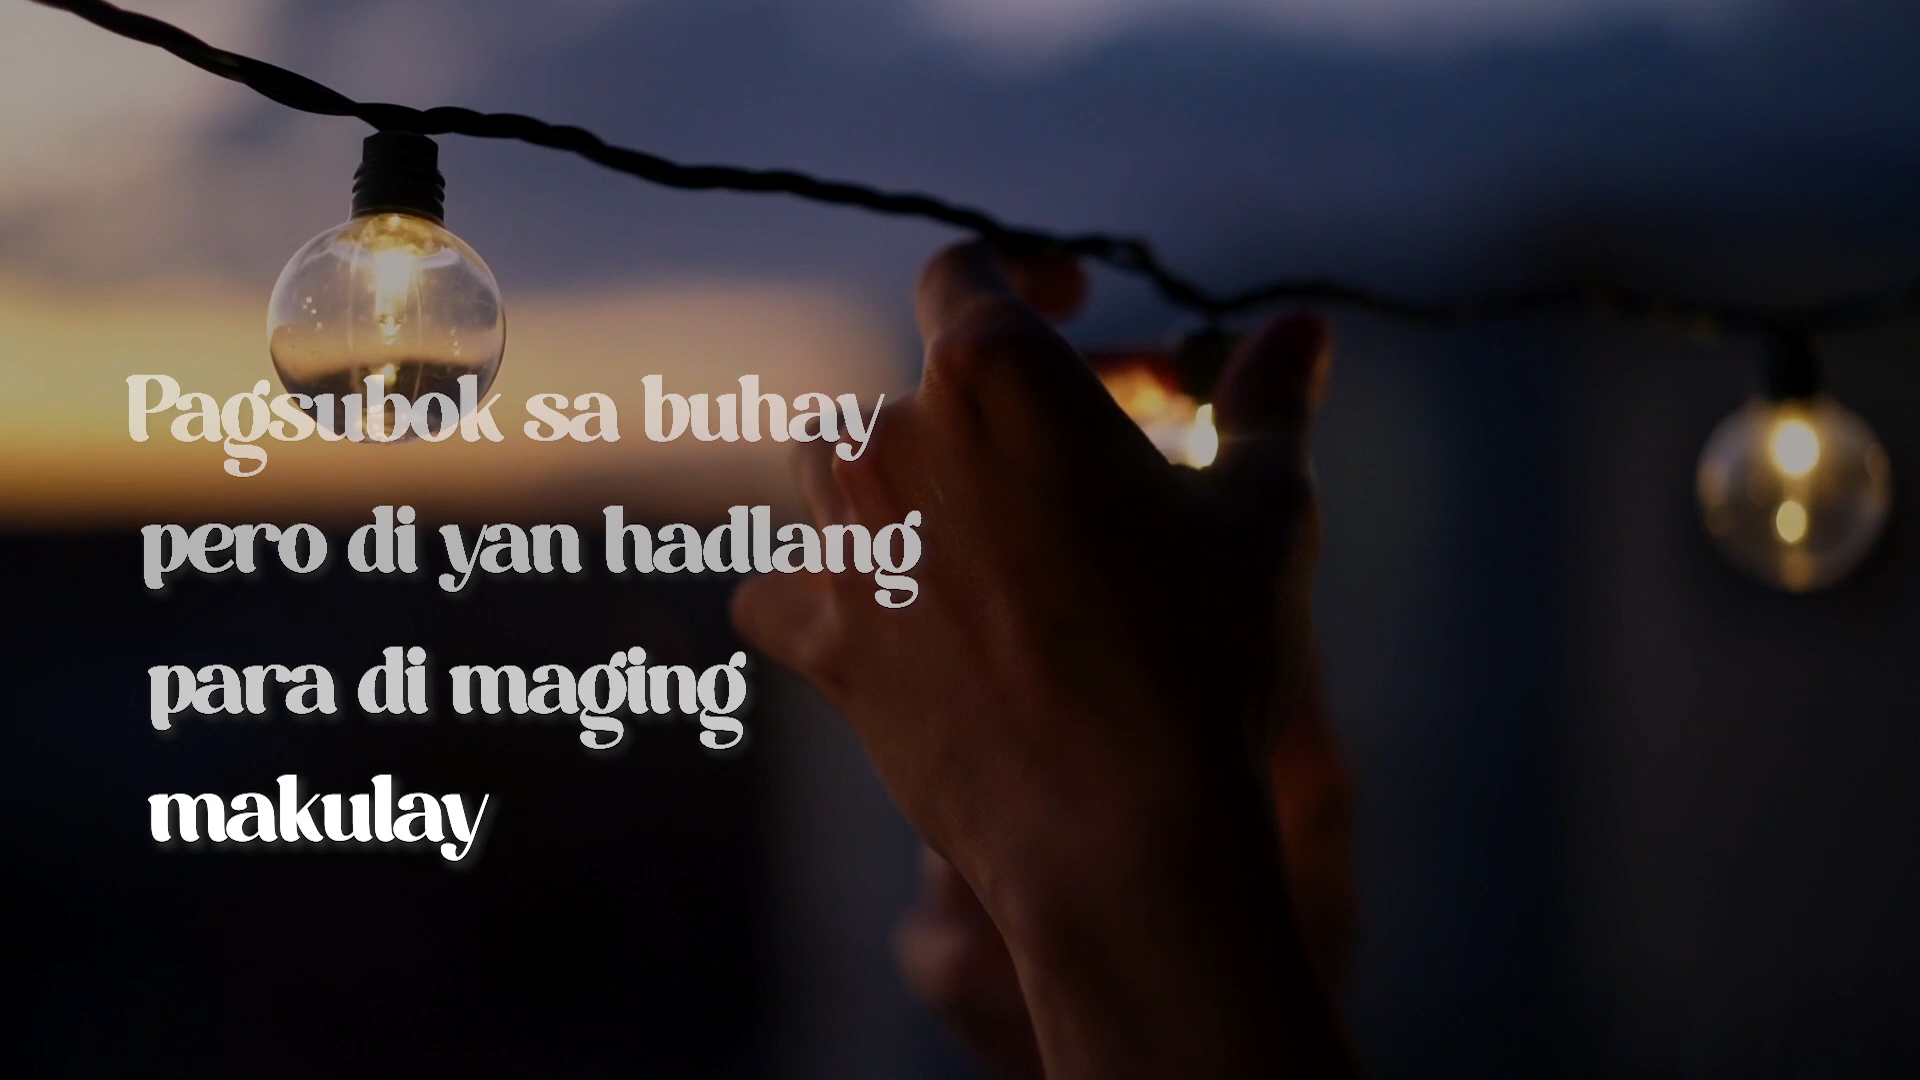 Pagsubok sa buhay
pero di yan hadlang
para di maging
makulay